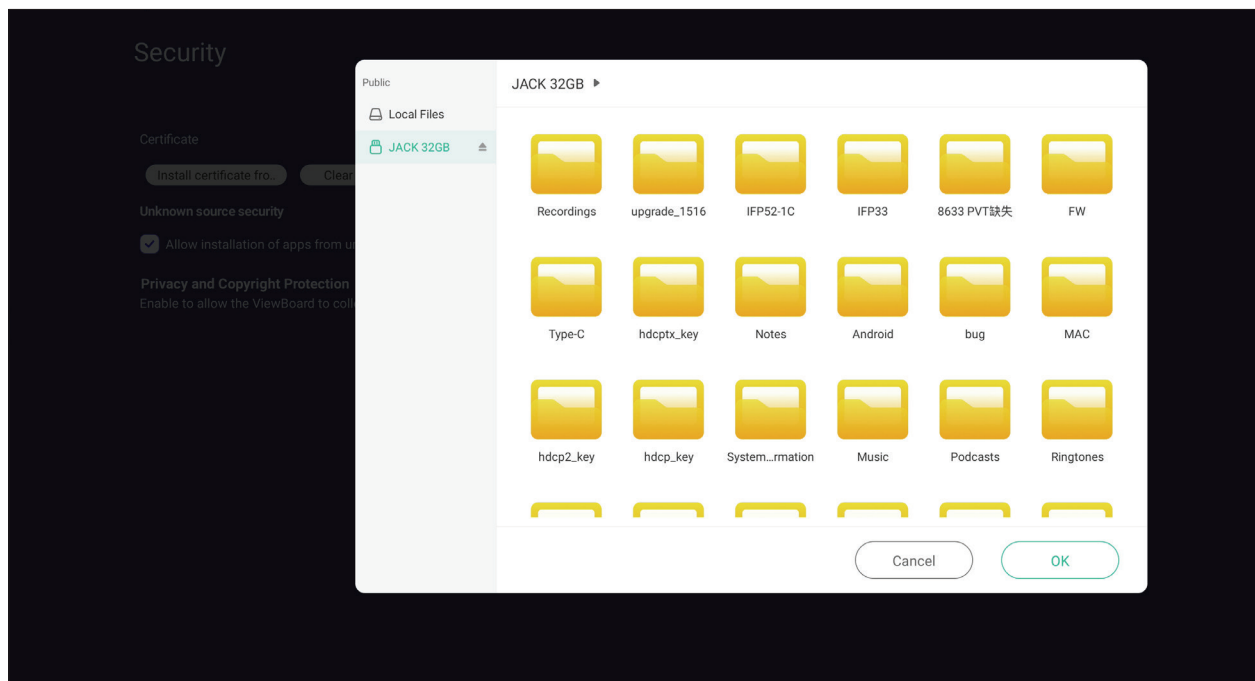 Security
Certificate
Install certificate fro..
Clear
Unknown source security
Allow installation of apps from u
Privacy and Copyright Protection
Enable to allow the ViewBoard to coll
Public
Local Files
JACK 32GB
JACK 32GB
Recordings upgrade_1516 IFP52-1C IFP33 8633 PVT缺失 FW
Type-C hdcptx_key Notes Android bug MAC
hdcp2_key hdcp_key System...rmation Music Podcasts Ringtones
Cancel OK